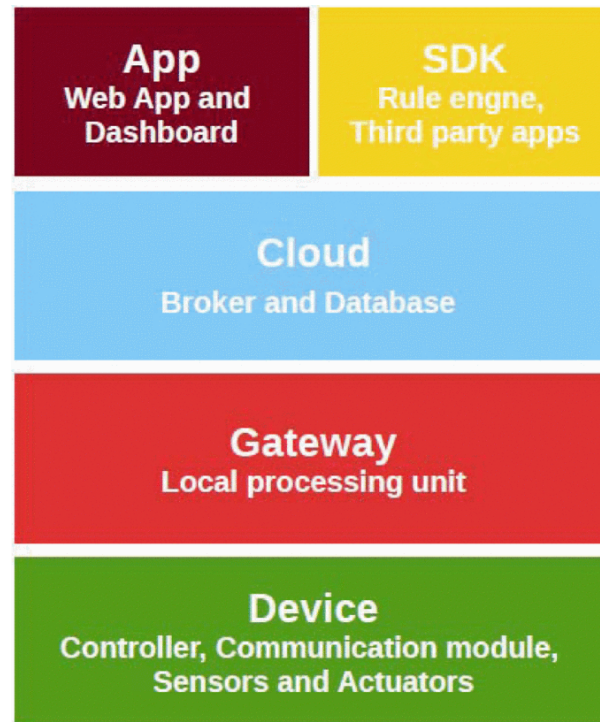 App
Web App and
Dashboard
SDK
Rule engne,
Third party apps
Cloud
Broker and Database
Gateway
Local processing unit
Device
Controller, Communication module,
Sensors and Actuators